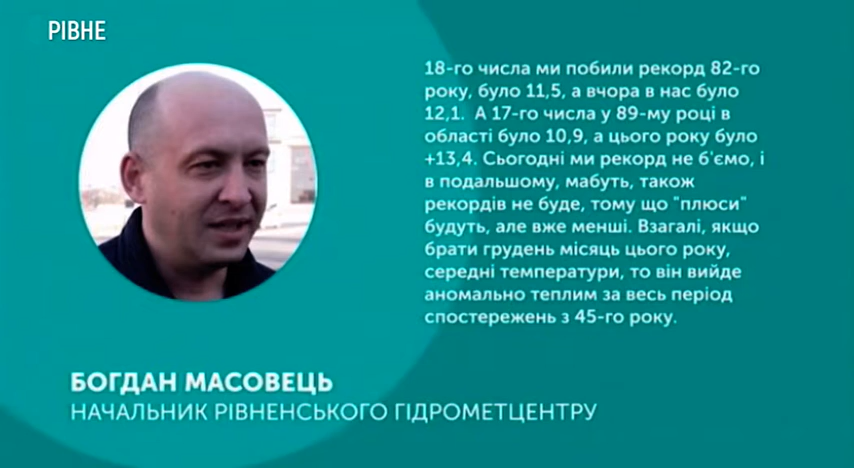 РІВНЕ
18-го числа ми побили рекорд 82-го
року, було 11,5, а вчора в нас було
12,1.  А 17-го числа у 89-му році в
області було 10,9, а цього року було
+13,4. Сьогодні ми рекорд не б'ємо, і
в подальшому, мабуть, також
рекордів не буде, тому що "плюси"
будуть, але вже менші. Взагалі, якщо
брати грудень місяць цього року,
середні температури, то він вийде
аномально теплим за весь період
спостережень з 45-го року.
БОГДАН МАСОВЕЦЬ
НАЧАЛЬНИК РІВНЕНСЬКОГО ГІДРОМЕТЦЕНТРУ